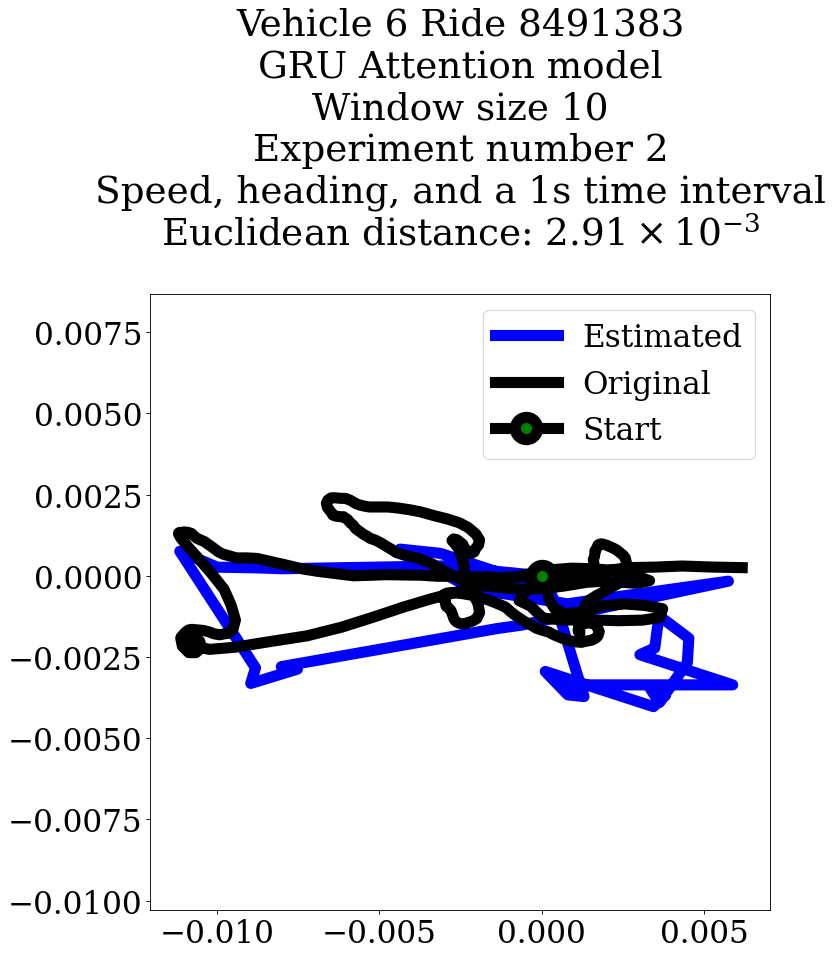 Vehicle 6 Ride 8491383
GRU Attention model
Window size 10
Experiment number 2
Speed, heading, and a 1s time interval
Euclidean distance: 2.91 × 10⁻³
Estimated
Original
Start
0.0075
0.0050
0.0025
0.0000
−0.0025
−0.0050
−0.0075
−0.0100
−0.010 −0.005 0.000 0.005